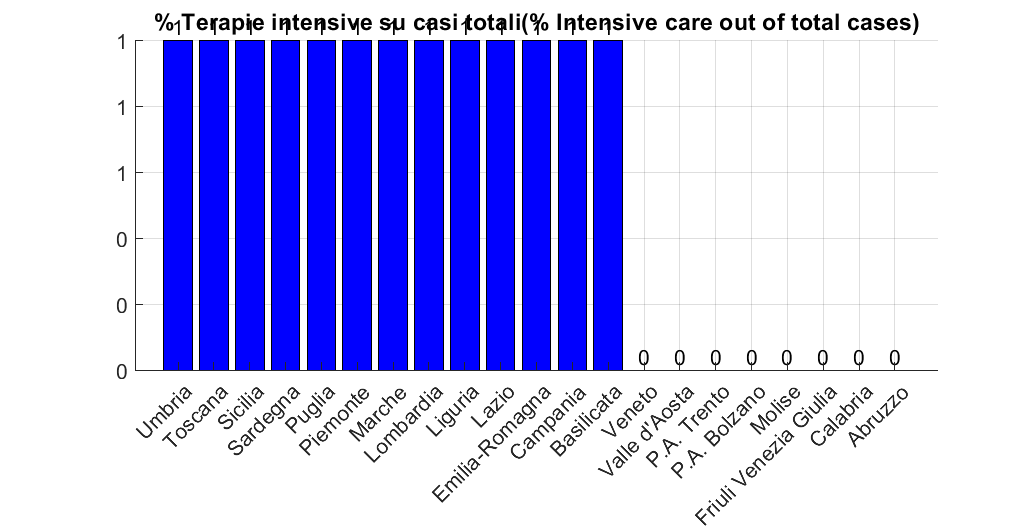 % Terapie intensive su casi totali(% Intensive care out of total cases)
1 1 1 1 1 1 1 1 1 1 1 1 1
1
1
1
0
0
0
0 0 0 0 0 0 0 0
Umbria
Toscana
Sicilia
Sardegna
Puglia
Piemonte
Marche
Lombardia
Liguria
Lazio
Emilia-Romagna
Campania
Basilicata
Veneto
Valle d'Aosta
P.A. Trento
P.A. Bolzano
Molise
Friuli Venezia Giulia
Calabria
Abruzzo